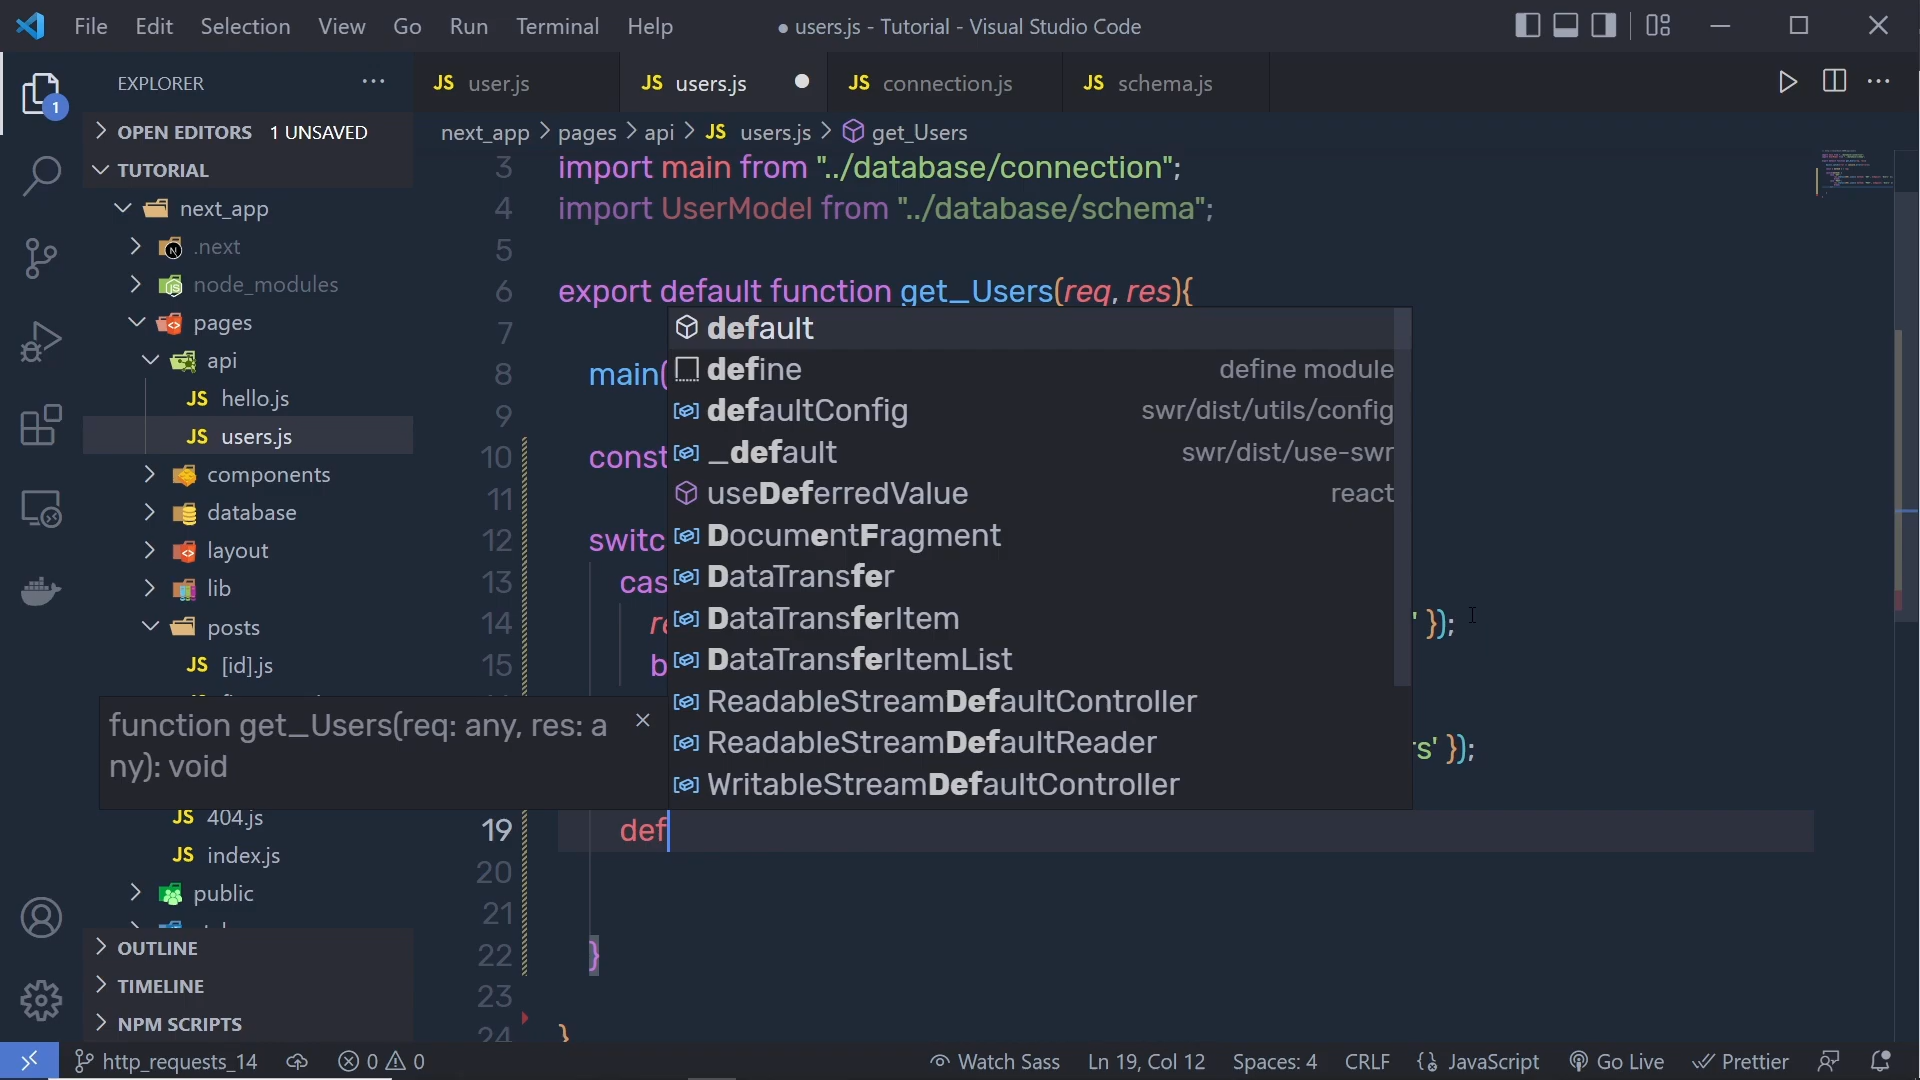 File Edit Selection View Go Run Terminal Help
● users.js - Tutorial - Visual Studio Code
EXPLORER
JS user.js
JS users.js
JS connection.js
JS schema.js
1
OPEN EDITORS 1 UNSAVED
next_app > pages > api > JS users.js > get_Users
TUTORIAL
next_app
.next
node_modules
pages
api
JS hello.js
JS users.js
components
database
layout
lib
posts
JS [id].js
JS 404.js
JS index.js
public
OUTLINE
TIMELINE
NPM SCRIPTS
3 import main from "../database/connection";
4 import UserModel from "../database/schema";
5
6 export default function get_Users(req, res){
7
8 main(
9
10 const
11
12 switc
13 cas
14 re ' });
15 b
rs' });
19 def
20
21
22 }
23
24 }
default
define define module
defaultConfig swr/dist/utils/config
_default swr/dist/use-swr
useDeferredValue react
DocumentFragment
DataTransfer
DataTransferItem
DataTransferItemList
ReadableStreamDefaultController
ReadableStreamDefaultReader
WritableStreamDefaultController
function get_Users(req: any, res: a
ny): void
http_requests_14 0 0 Watch Sass Ln 19, Col 12 Spaces: 4 CRLF {} JavaScript Go Live Prettier